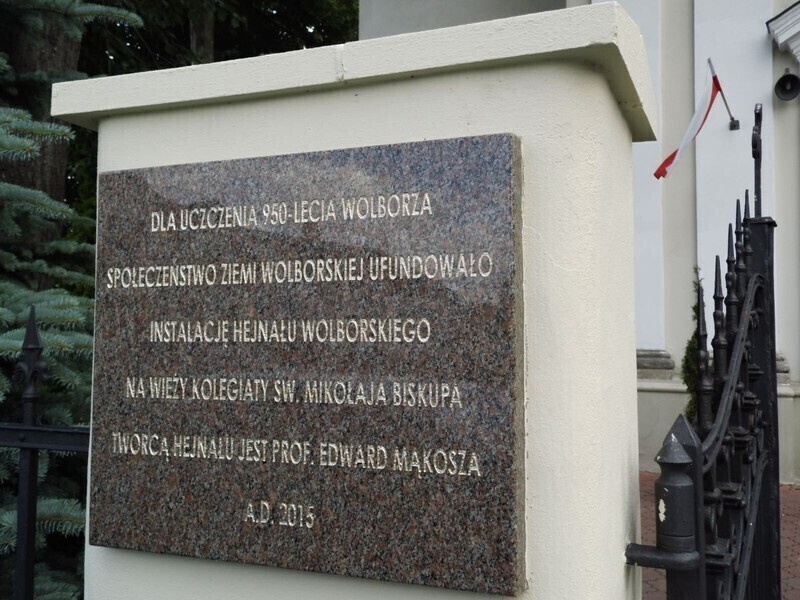 DLA UCZCZENIA 950-LECIA WOLBORZA
SPOŁECZEŃSTWO ZIEMI WOLBORSKIEJ UFUNDOWAŁO
INSTALACJĘ HEJNAŁU WOLBORSKIEGO
NA WIEŻY KOLEGIATY ŚW. MIKOŁAJA BISKUPA
TWÓRCĄ HEJNAŁU JEST PROF. EDWARD MĄKOSZA
A.D. 2015